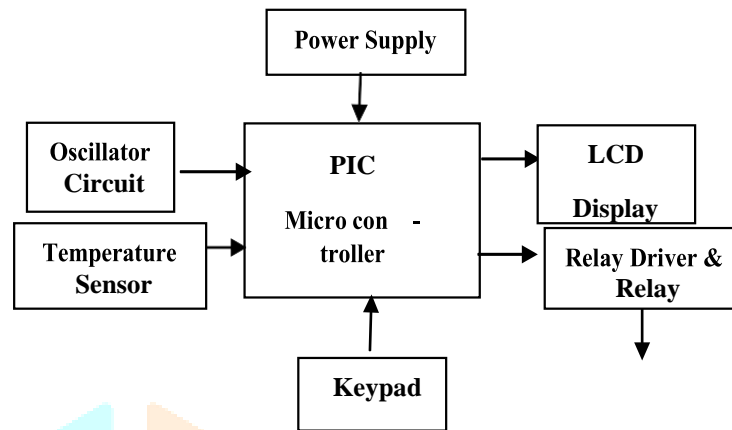 Power Supply
Oscillator
Circuit
PIC
Micro con -
troller
LCD
Display
Temperature
Sensor
Relay Driver &
Relay
Keypad